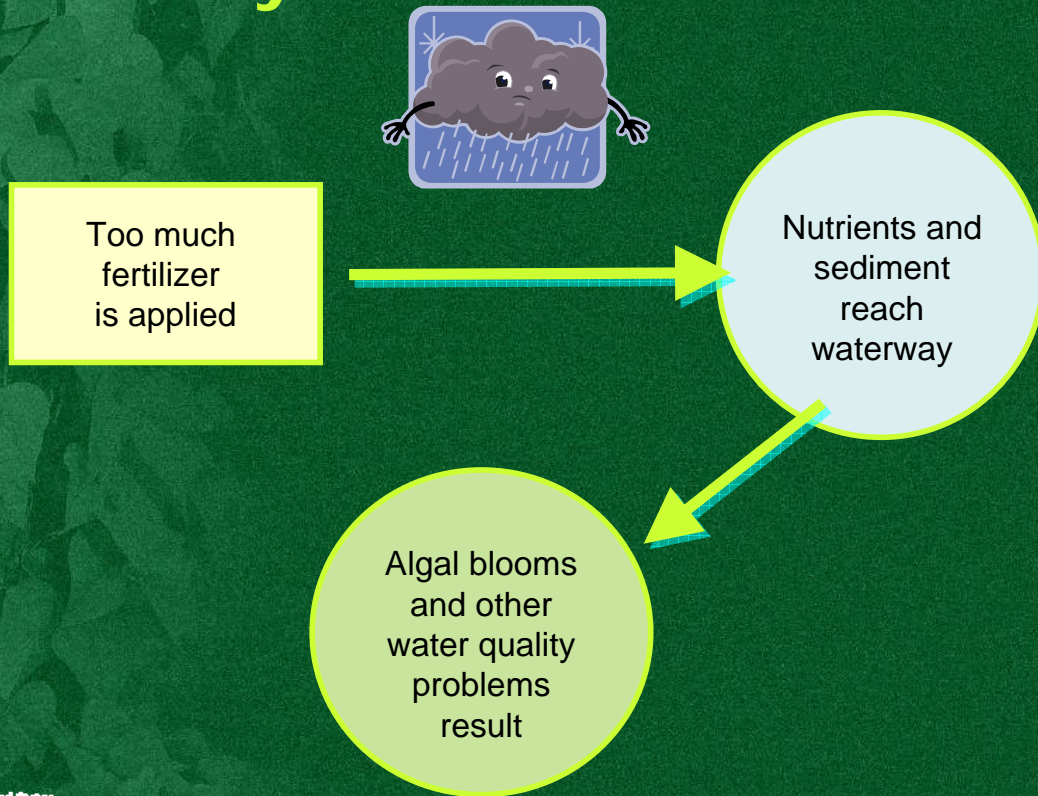 Too much
fertilizer
is applied
Nutrients and
sediment
reach
waterway
Algal blooms
and other
water quality
problems
result